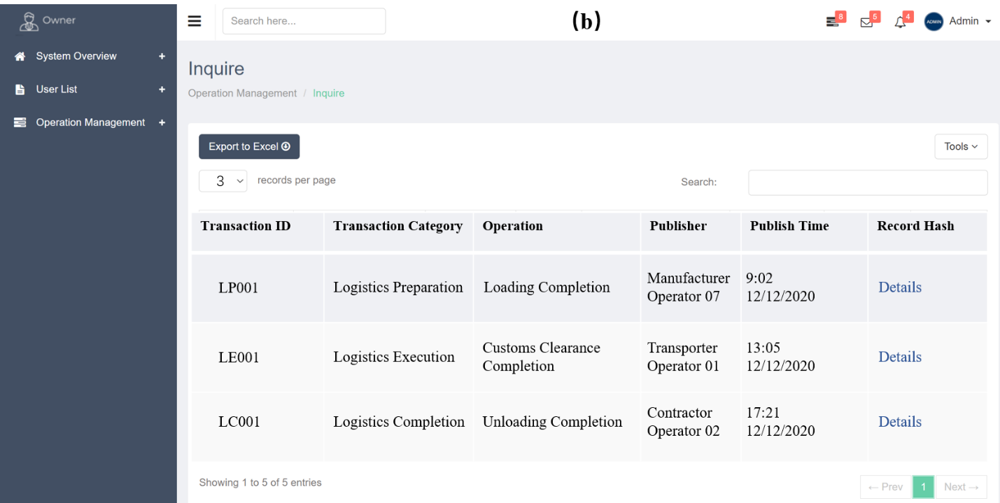 Owner
Search here...
(b)
8
5
4
ADMIN
Admin
System Overview +
User List +
Operation Management +
Inquire
Operation Management / Inquire
Export to Excel
Tools
3 records per page
Search:
Transaction ID Transaction Category Operation Publisher Publish Time Record Hash
LP001 Logistics Preparation Loading Completion Manufacturer Operator 07 9:02 12/12/2020 Details
LE001 Logistics Execution Customs Clearance Completion Transporter Operator 01 13:05 12/12/2020 Details
LC001 Logistics Completion Unloading Completion Contractor Operator 02 17:21 12/12/2020 Details
Showing 1 to 5 of 5 entries
← Prev 1 Next →